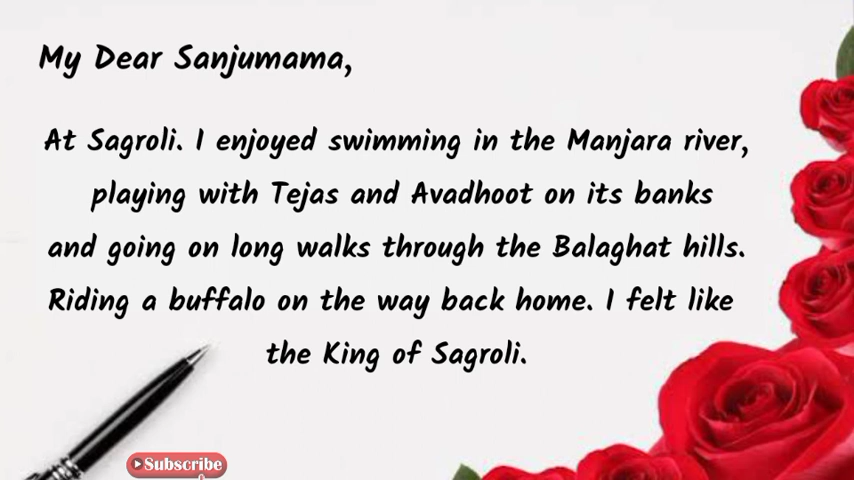 My Dear Sanjumama,
At Sagroli. I enjoyed swimming in the Manjara river,
playing with Tejas and Avadhoot on its banks
and going on long walks through the Balaghat hills.
Riding a buffalo on the way back home. I felt like
the King of Sagroli.
Subscribe